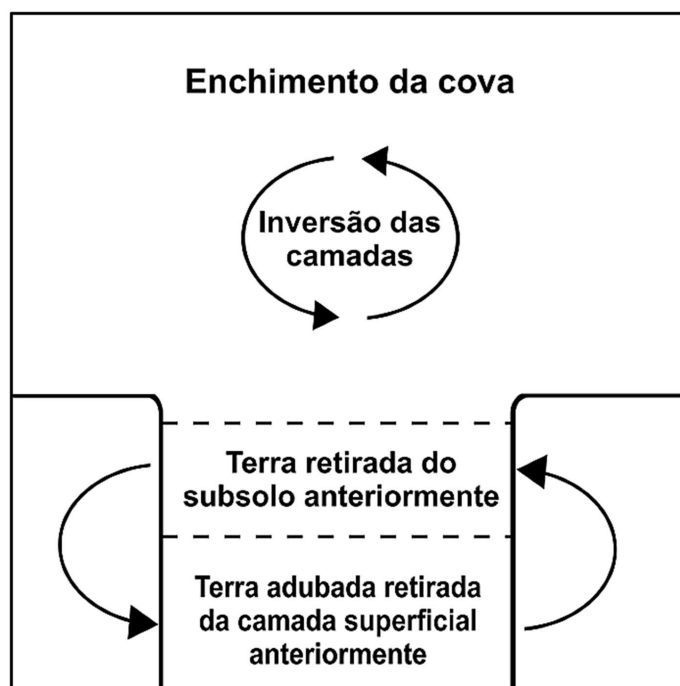 Enchimento da cova
Inversão das
camadas
Terra retirada do
subsolo anteriormente
Terra adubada retirada
da camada superficial
anteriormente